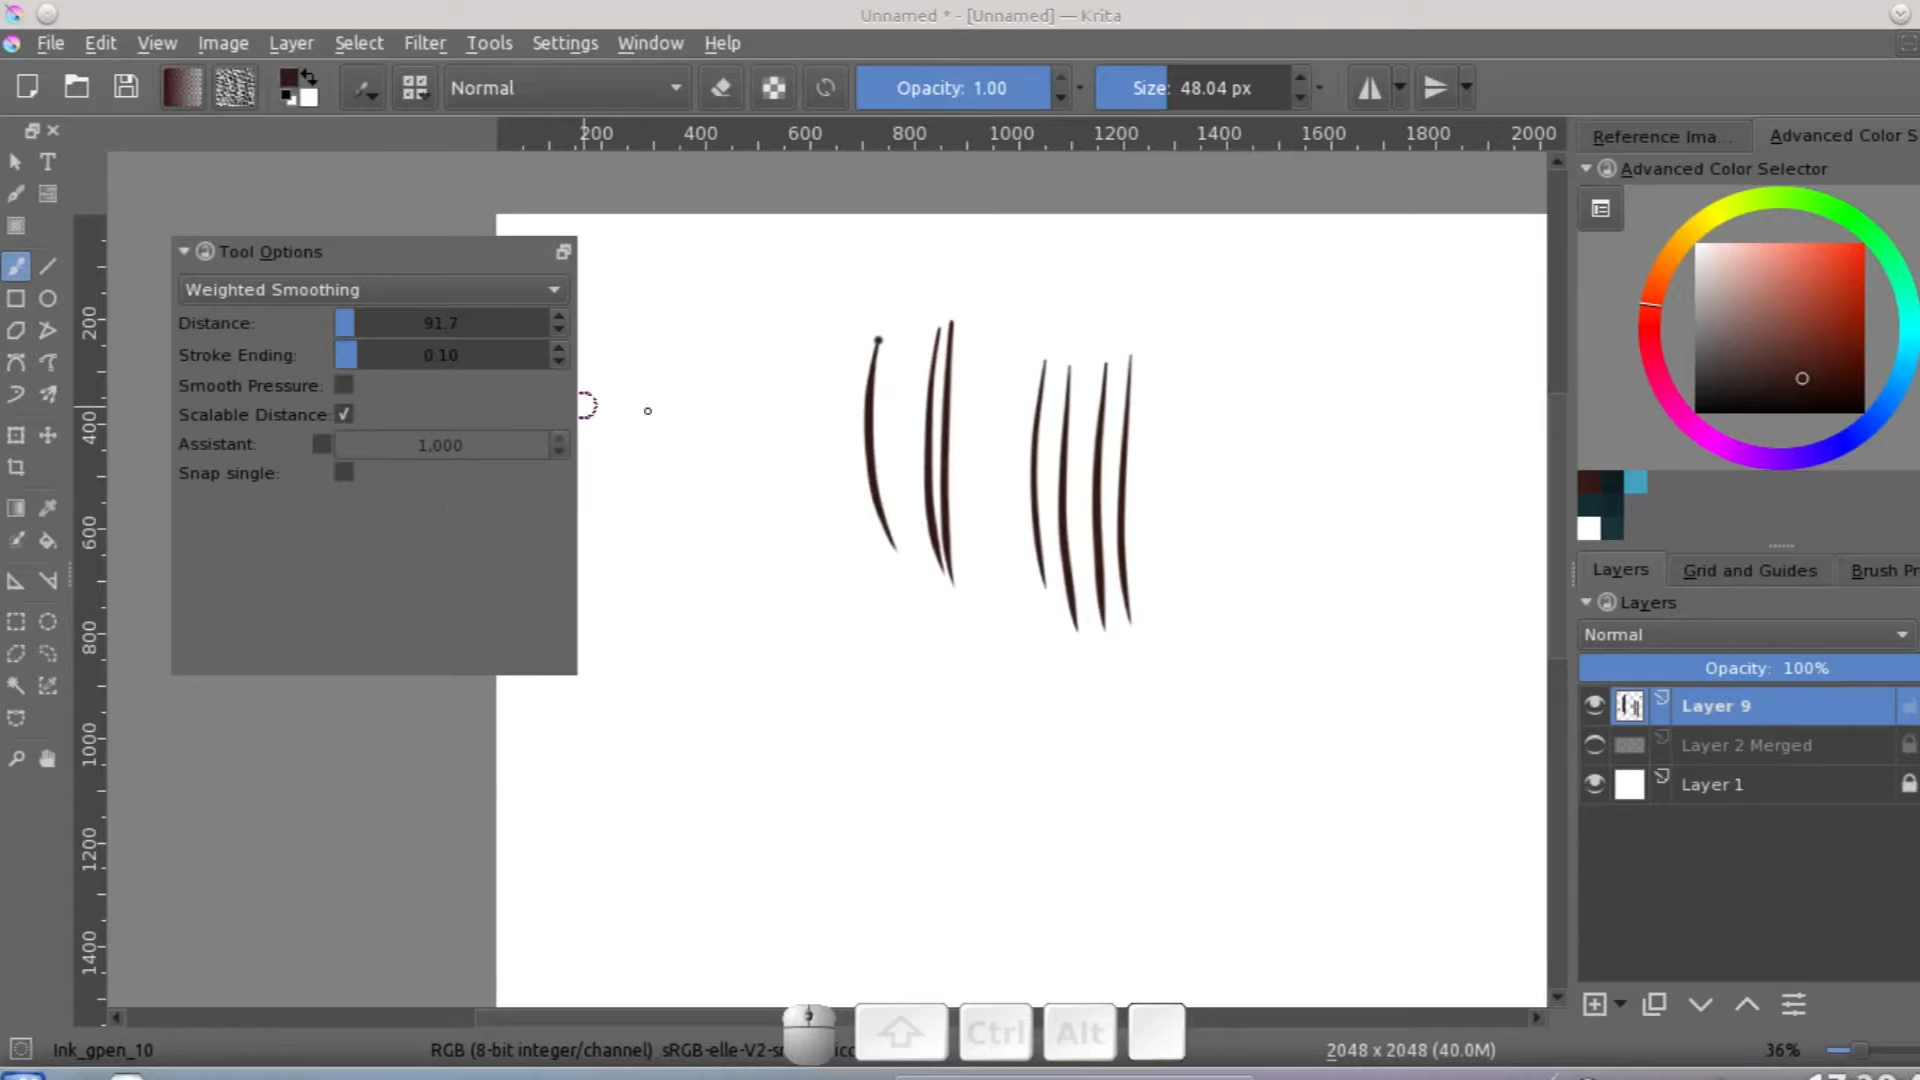 Unnamed * - [Unnamed] — Krita
File Edit View Image Layer Select Filter Tools Settings Window Help
Normal
Opacity: 1.00
Size: 48.04 px
200 400 600 800 1000 1200 1400 1600 1800 2000
200
400
600
800
1000
1200
1400
Tool Options
Weighted Smoothing
Distance: 91.7
Stroke Ending: 0.10
Smooth Pressure:
Scalable Distance:
Assistant: 1,000
Snap single:
Reference Ima... Advanced Color S
Advanced Color Selector
Layers Grid and Guides Brush Pr
Layers
Normal
Opacity: 100%
Layer 9
Layer 2 Merged
Layer 1
Ctrl Alt
Ink_gpen_10
RGB (8-bit integer/channel) sRGB-elle-V2-sr
2048 x 2048 (40.0M)
36%